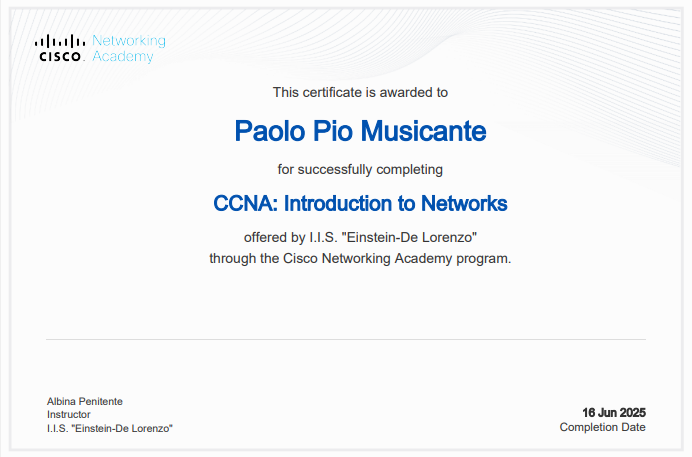 Networking
CISCO. Academy
This certificate is awarded to
Paolo Pio Musicante
for successfully completing
CCNA: Introduction to Networks
offered by I.I.S. "Einstein-De Lorenzo"
through the Cisco Networking Academy program.
Albina Penitente
Instructor
I.I.S. "Einstein-De Lorenzo"
16 Jun 2025
Completion Date